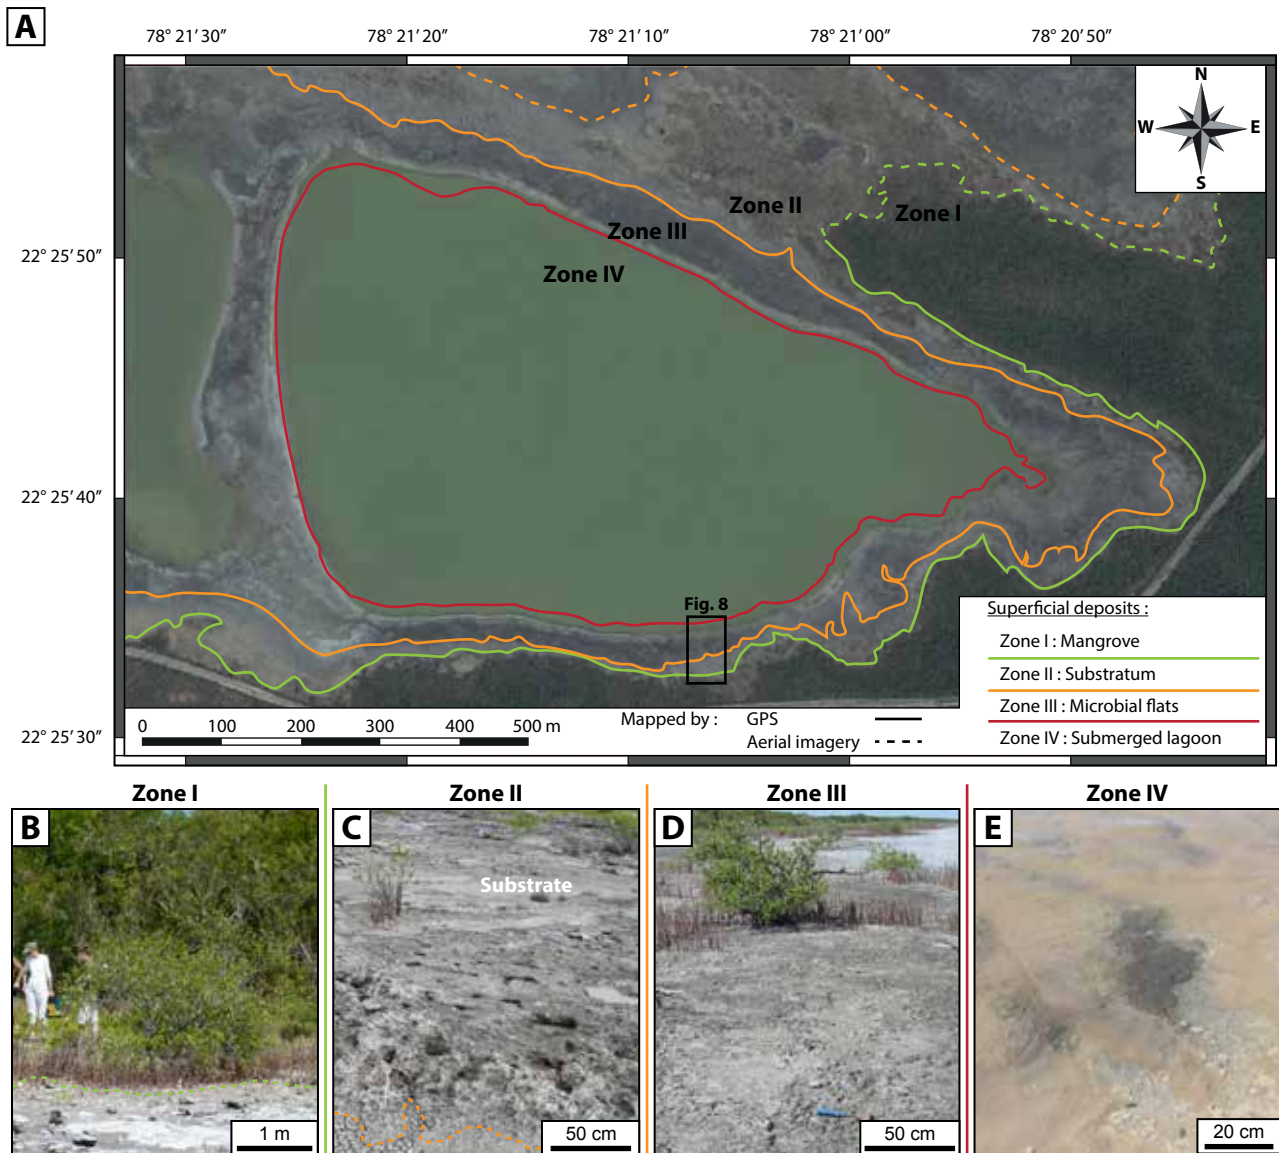 A
78° 21′ 30″ 78° 21′ 20″ 78° 21′ 10″ 78° 21′ 00″ 78° 20′ 50″
N
W E
S
22° 25′ 50″
22° 25′ 40″
22° 25′ 30″
Zone II
Zone I
Zone III
Zone IV
Fig. 8
Superficial deposits :
Zone I : Mangrove
Zone II : Substratum
Zone III : Microbial flats
Zone IV : Submerged lagoon
0 100 200 300 400 500 m
Mapped by : GPS
Aerial imagery
Zone I Zone II Zone III Zone IV
B C D E
Substrate
1 m 50 cm 50 cm 20 cm